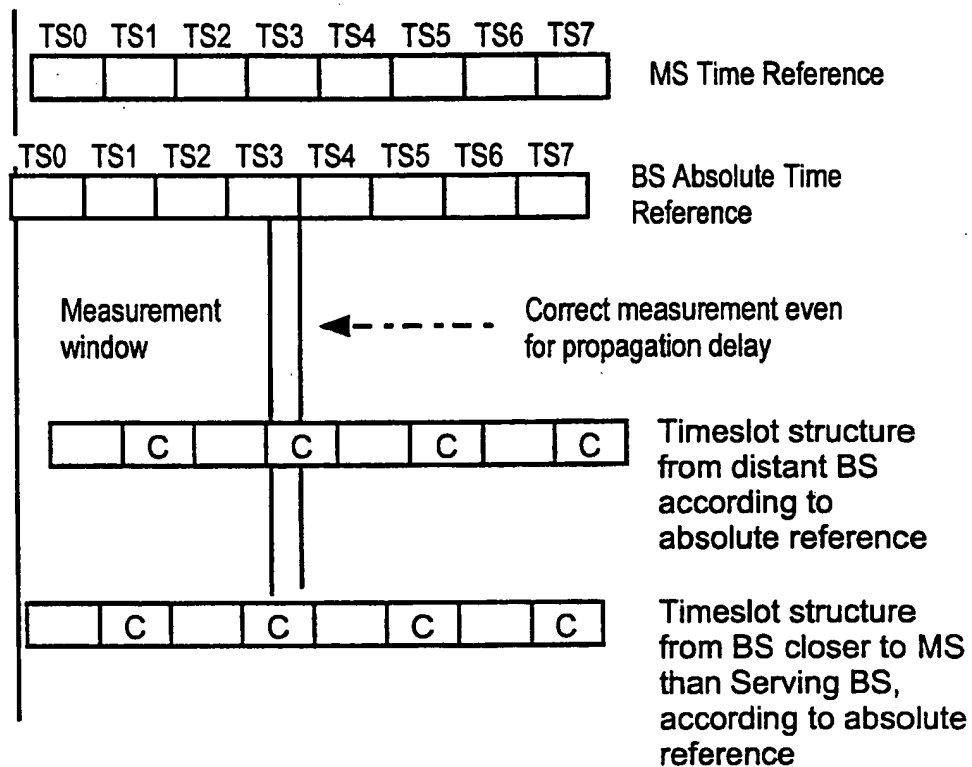 TS0 TS1 TS2 TS3 TS4 TS5 TS6 TS7
MS Time Reference
TS0 TS1 TS2 TS3 TS4 TS5 TS6 TS7
BS Absolute Time
Reference
Measurement
window
Correct measurement even
for propagation delay
C C C C
Timeslot structure
from distant BS
according to
absolute reference
C C C C
Timeslot structure
from BS closer to MS
than Serving BS,
according to absolute
reference